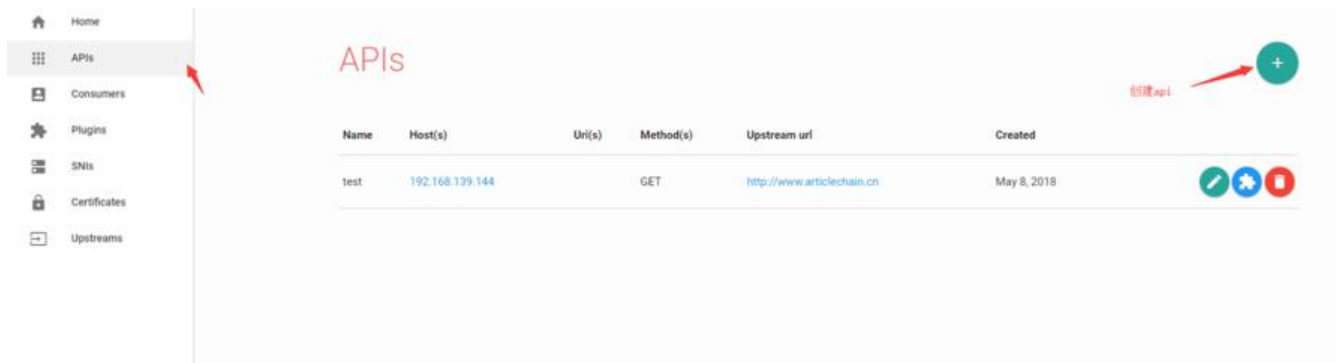 Home
APIs
Consumers
Plugins
SNIs
Certificates
Upstreams
APIs
创建api
Name Host(s) Uri(s) Method(s) Upstream url Created
test 192.168.139.144 GET http://www.articlechain.cn May 8, 2018